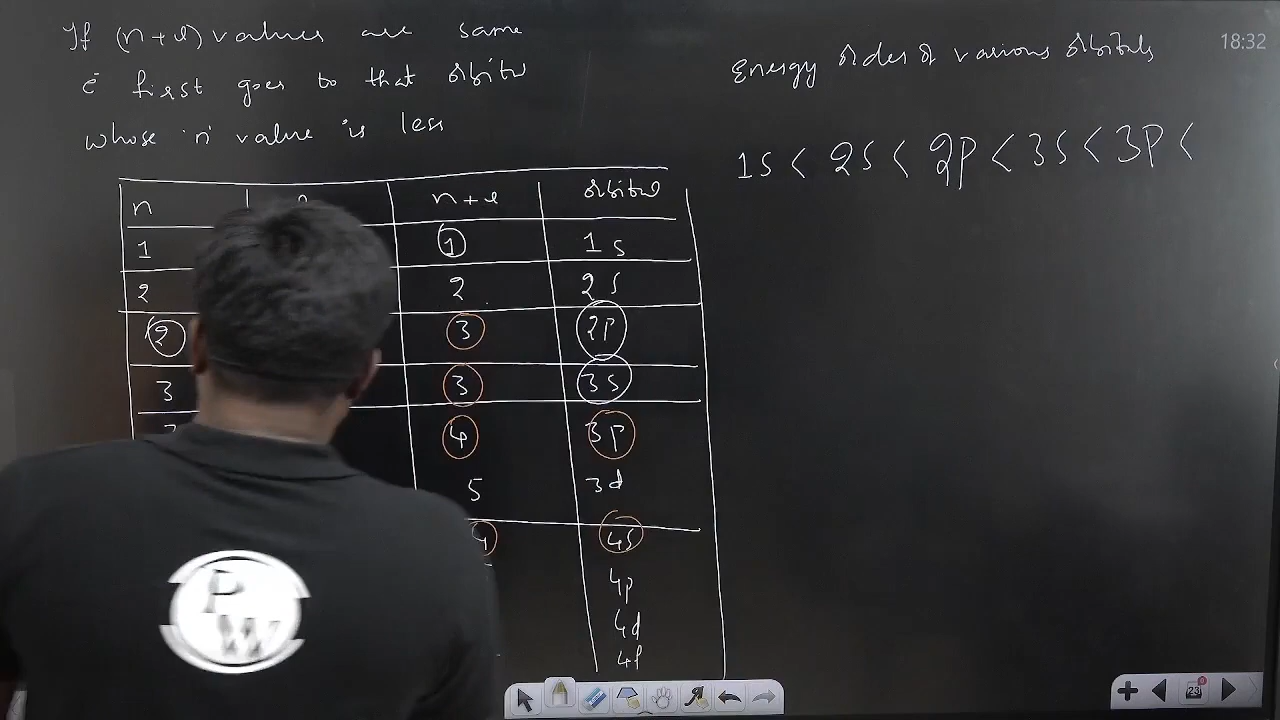 If (n+l) values are same
e⁻ first goes to that orbital
whose 'n' value is less
18:32
Energy order of various orbitals
1s < 2s < 2p < 3s < 3p <
n n+l orbital
1 1 1s
2 2 2s
2 3 2p
3 3 3s
4 3p
5 3d
4 4s
4p
4d
4f
PW
23